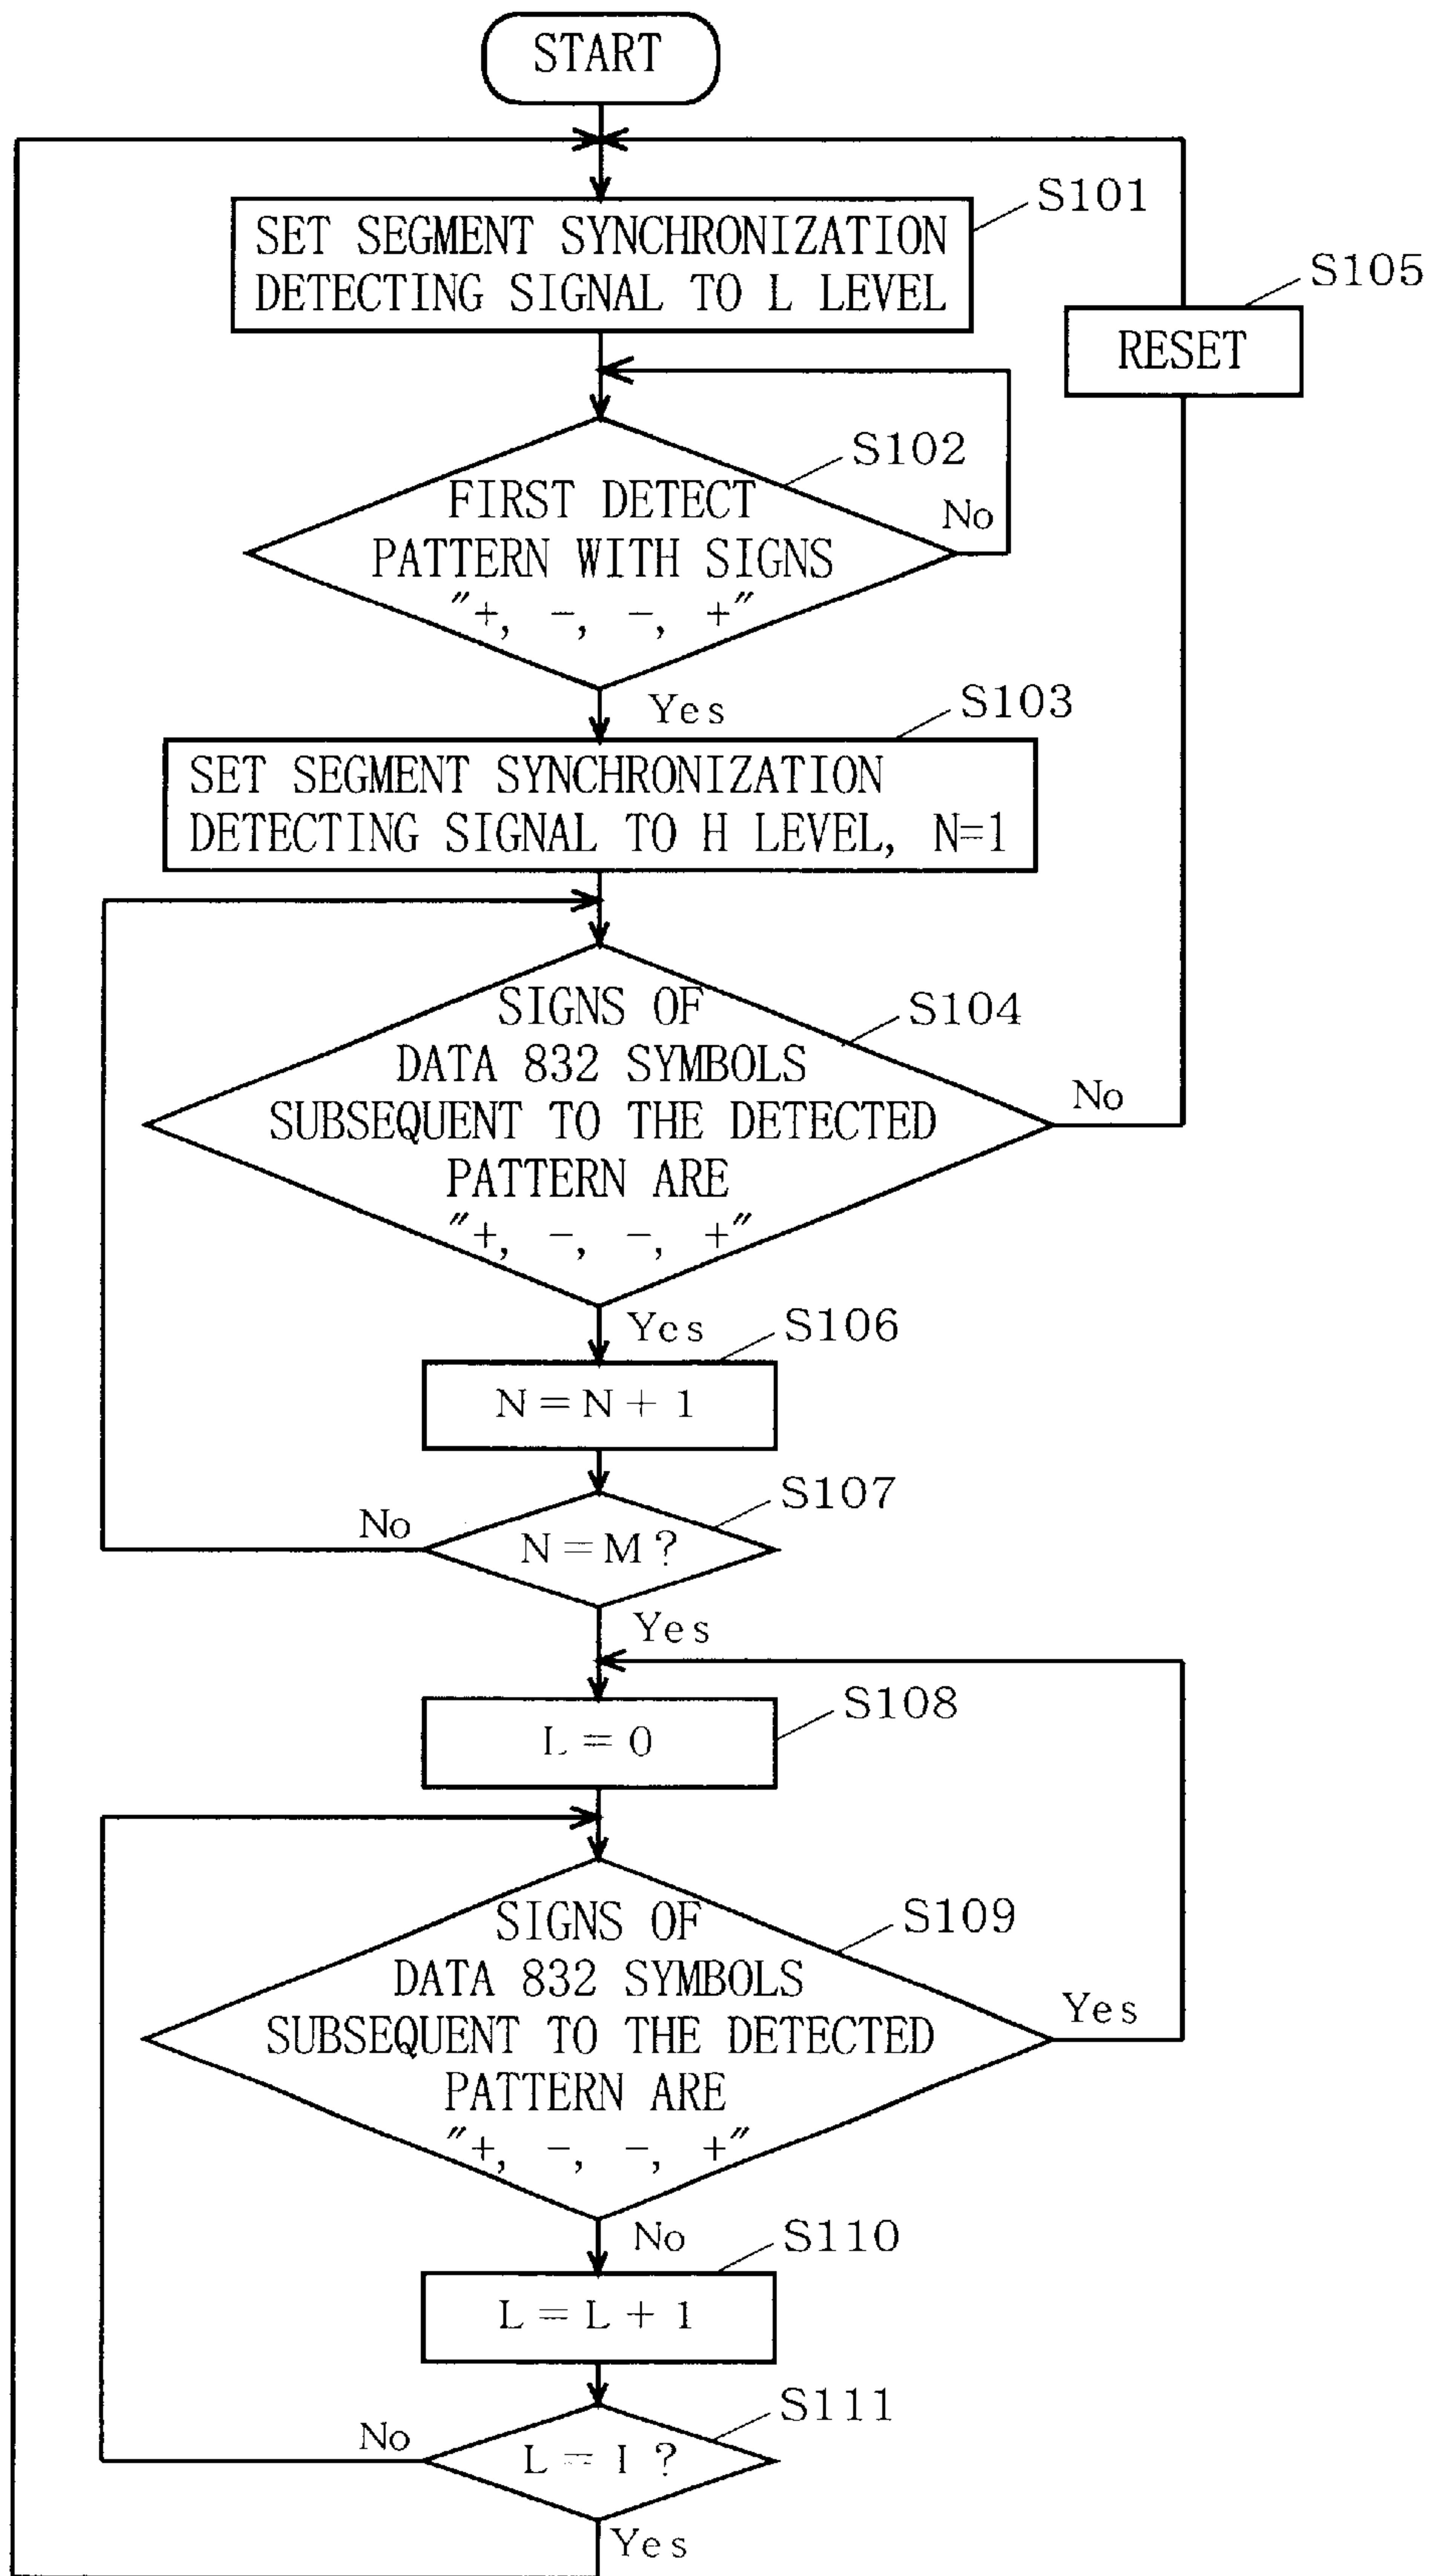 START
S101
SET SEGMENT SYNCHRONIZATION
DETECTING SIGNAL TO L LEVEL
S105
RESET
S102
FIRST DETECT
PATTERN WITH SIGNS
"+, -, -, +"
No
Yes
S103
SET SEGMENT SYNCHRONIZATION
DETECTING SIGNAL TO H LEVEL, N=1
S104
SIGNS OF
DATA 832 SYMBOLS
SUBSEQUENT TO THE DETECTED
PATTERN ARE
"+, -, -, +"
No
Yes
S106
N = N + 1
S107
No
N = M ?
Yes
S108
L = 0
S109
SIGNS OF
DATA 832 SYMBOLS
SUBSEQUENT TO THE DETECTED
PATTERN ARE
"+, -, -, +"
Yes
No
S110
L = L + 1
S111
No
L = I ?
Yes